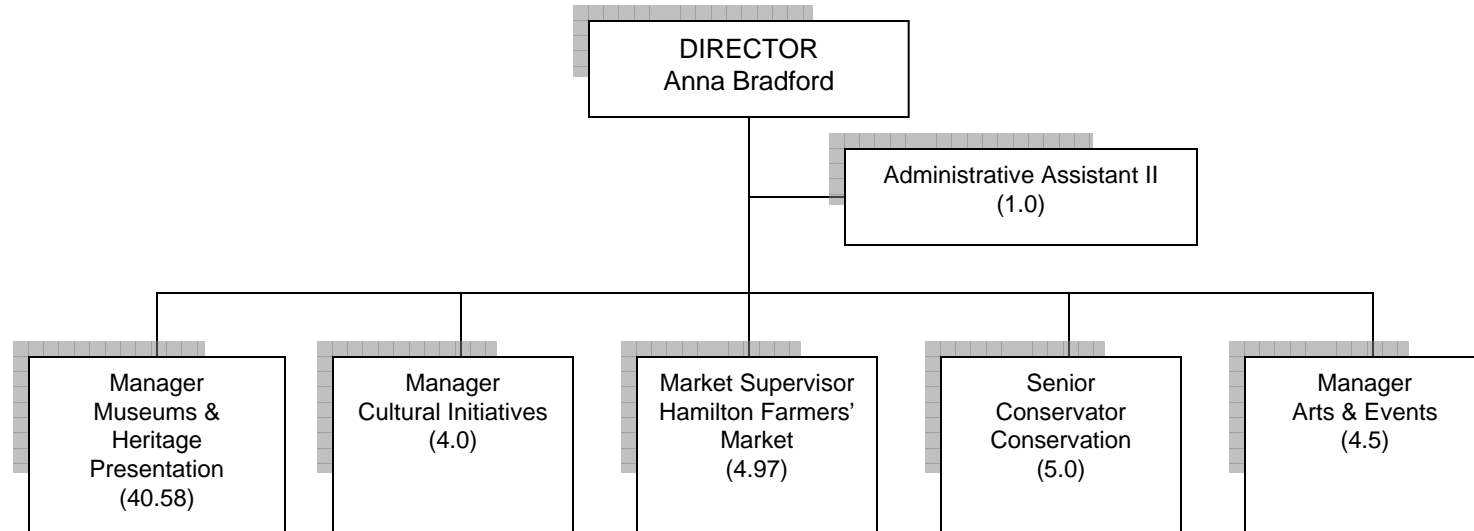 DIRECTOR
Anna Bradford
Administrative Assistant II
(1.0)
Manager
Museums &
Heritage
Presentation
(40.58)
Manager
Cultural Initiatives
(4.0)
Market Supervisor
Hamilton Farmers’
Market
(4.97)
Senior
Conservator
Conservation
(5.0)
Manager
Arts & Events
(4.5)